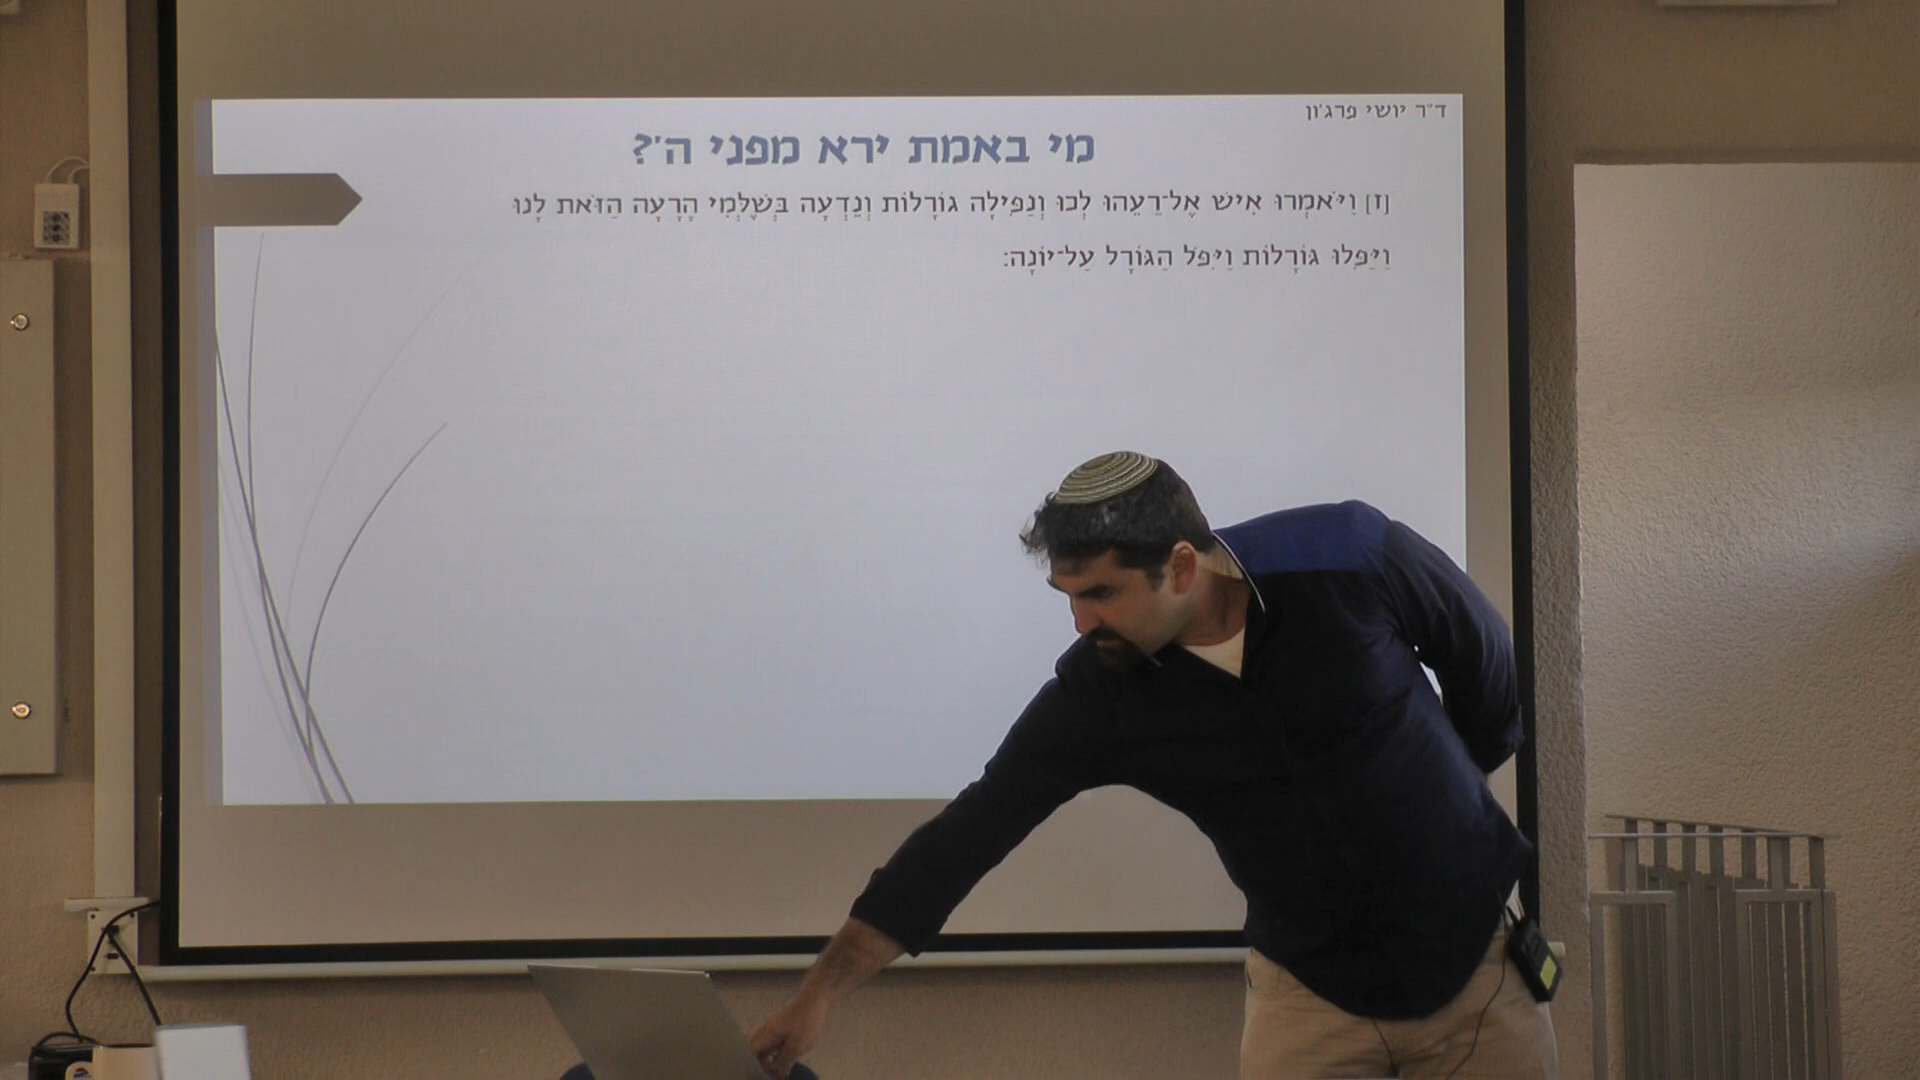 ד"ר יושי פרג'ון
מי באמת ירא מפני ה'?
[ז] וַיֹּאמְרוּ אִישׁ אֶל־רֵעֵהוּ לְכוּ וְנַפִּילָה גוֹרָלוֹת וְנֵדְעָה בְּשֶׁלְּמִי הָרָעָה הַזֹּאת לָנוּ
וַיַּפִּלוּ גּוֹרָלוֹת וַיִּפֹּל הַגּוֹרָל עַל־יוֹנָה: